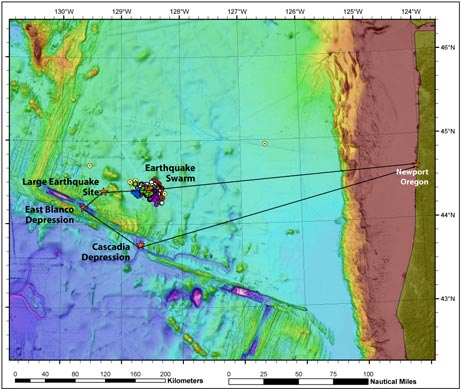 130°W 129°W 128°W 127°W 126°W 125°W 124°W
46°N
45°N
Earthquake
Swarm
Large Earthquake
Site
Newport
Oregon
East Blanco
Depression
44°N
Cascadia
Depression
43°N
0 40 80 120 160 200 Kilometers
0 25 50 75 100 Nautical Miles